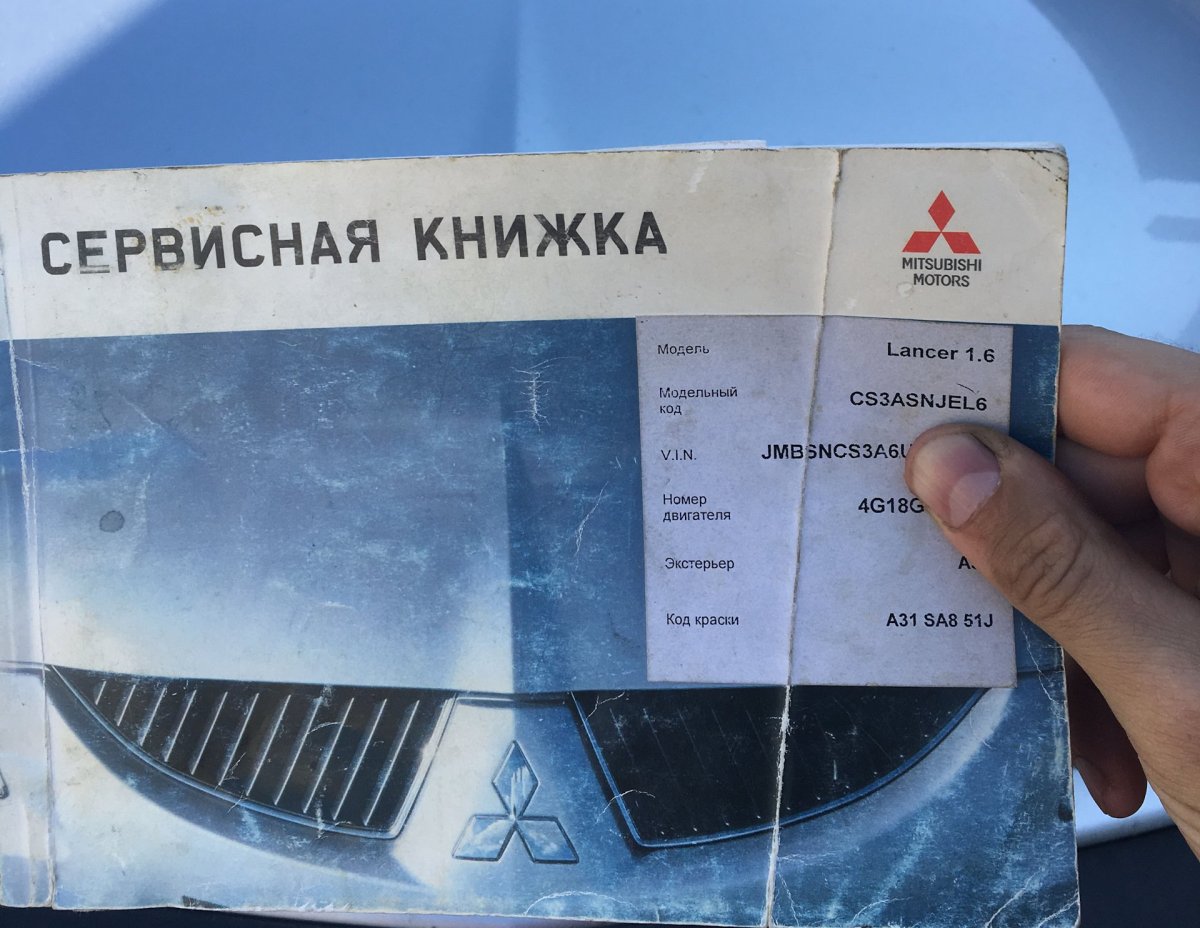 СЕРВИСНАЯ КНИЖКА
MITSUBISHI
MOTORS
Модель Lancer 1.6
Модельный
код CS3ASNJEL6
V.I.N. JMBSNCS3A6U
Номер
двигателя 4G18G
Экстерьер
Код краски A31 SA8 51J